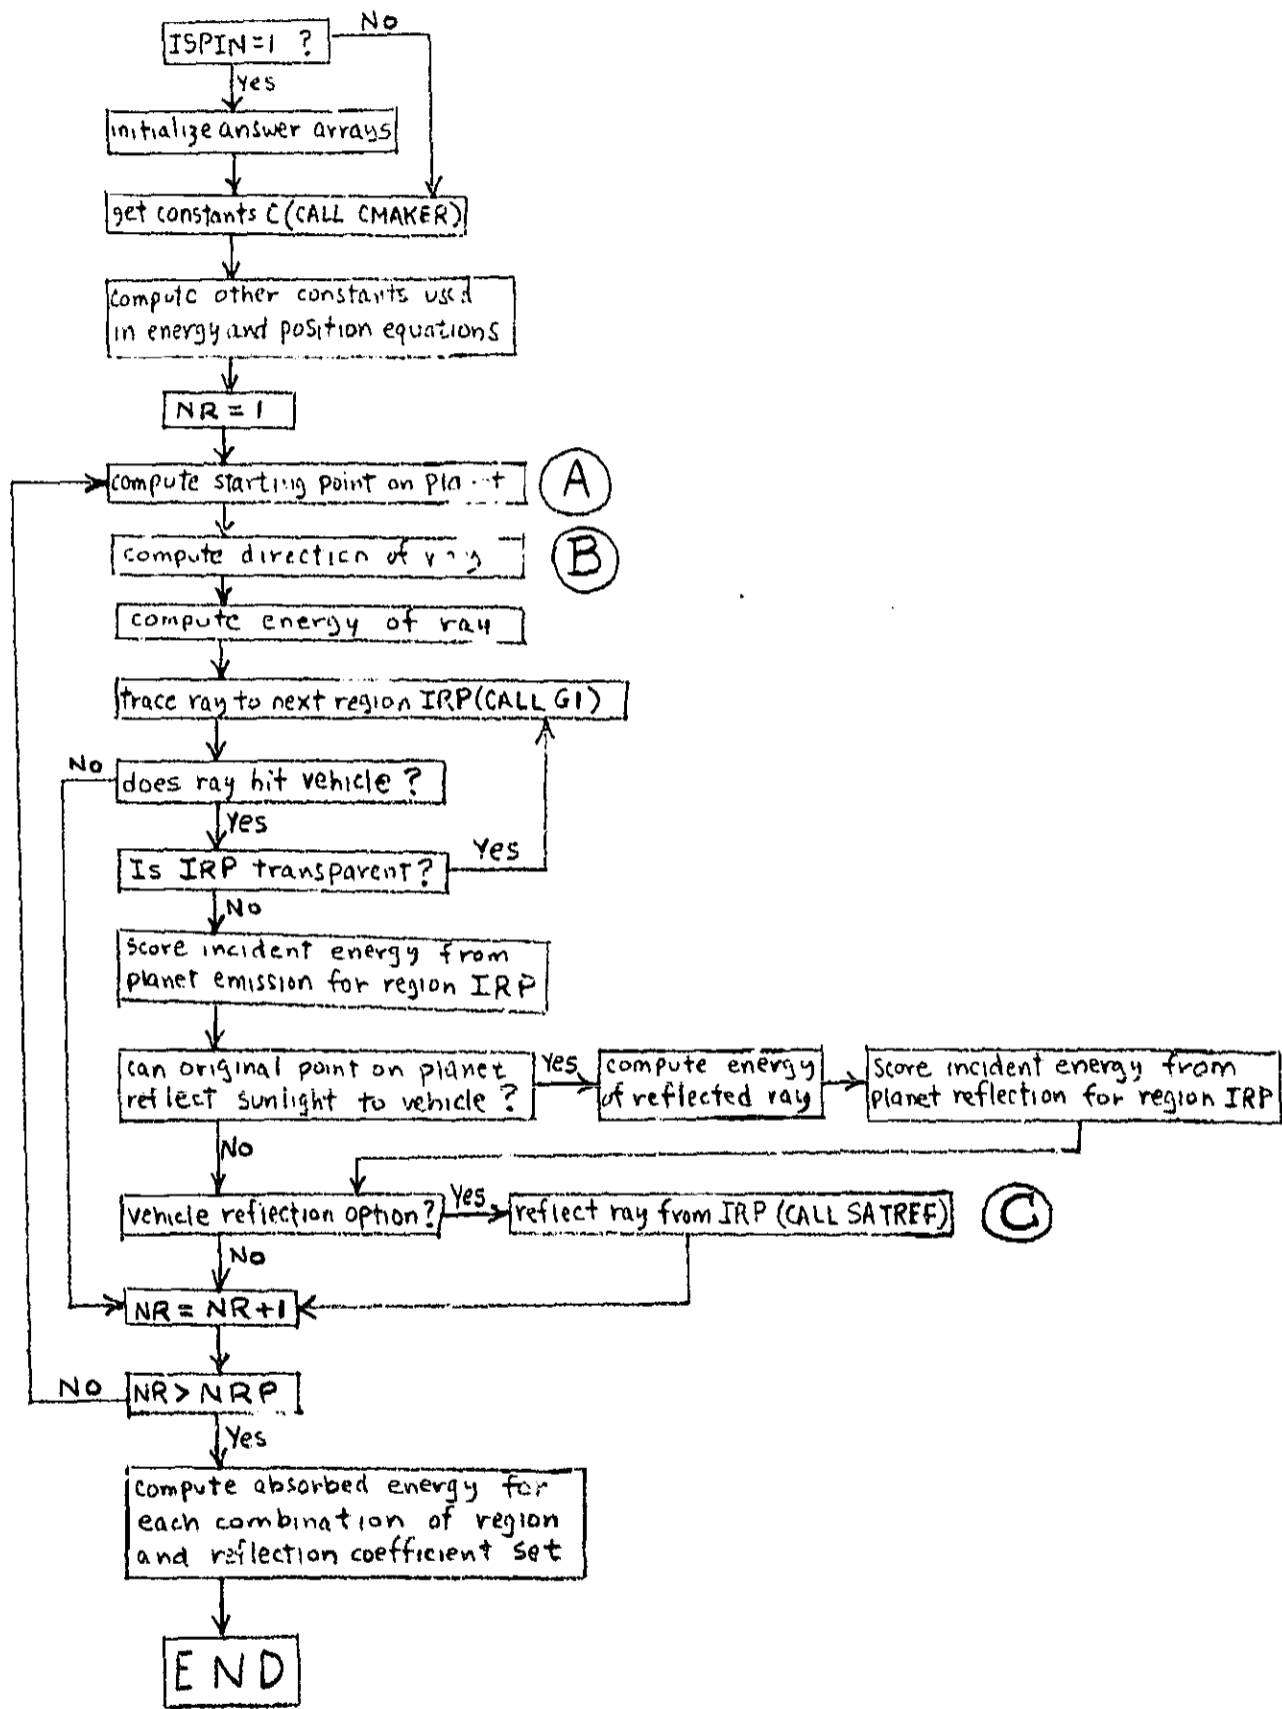 ISPIN=1 ?
No
Yes
initialize answer arrays
get constants C (CALL CMAKER)
compute other constants used
in energy and position equations
NR = 1
compute starting point on
A
compute direction of
B
compute energy of ray
trace ray to next region IRP (CALL G1)
No
does ray hit vehicle ?
Yes
Is IRP transparent?
Yes
No
score incident energy from
planet emission for region IRP
can original point on planet
reflect sunlight to vehicle ?
Yes
compute energy
of reflected ray
score incident energy from
planet reflection for region IRP
No
vehicle reflection option?
Yes
reflect ray from IRP (CALL SATREF)
C
No
NR = NR+1
No
NR > NRP
Yes
compute absorbed energy for
each combination of region
and reflection coefficient set
END